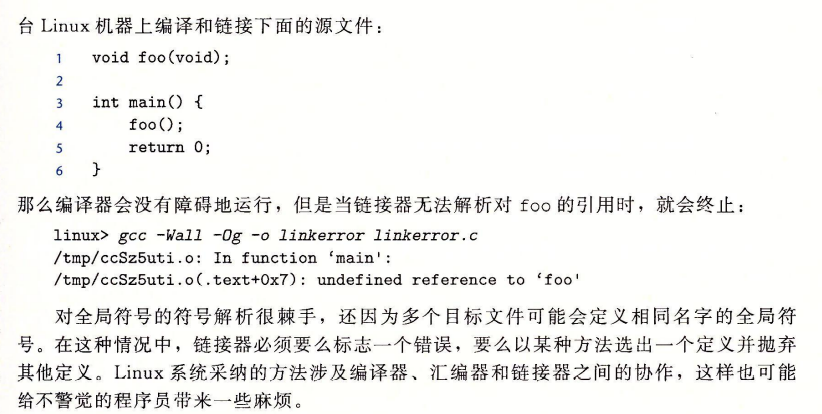 台 Linux 机器上编译和链接下面的源文件：
1 void foo(void);
2
3 int main() {
4 foo();
5 return 0;
6 }
那么编译器会没有障碍地运行，但是当链接器无法解析对 foo 的引用时，就会终止：
linux> gcc -Wall -Og -o linkerror linkerror.c
/tmp/ccSz5uti.o: In function ‘main':
/tmp/ccSz5uti.o(.text+0x7): undefined reference to ‘foo'
对全局符号的符号解析很棘手，还因为多个目标文件可能会定义相同名字的全局符
号。在这种情况中，链接器必须要么标志一个错误，要么以某种方法选出一个定义并抛弃
其他定义。Linux 系统采纳的方法涉及编译器、汇编器和链接器之间的协作，这样也可能
给不警觉的程序员带来一些麻烦。